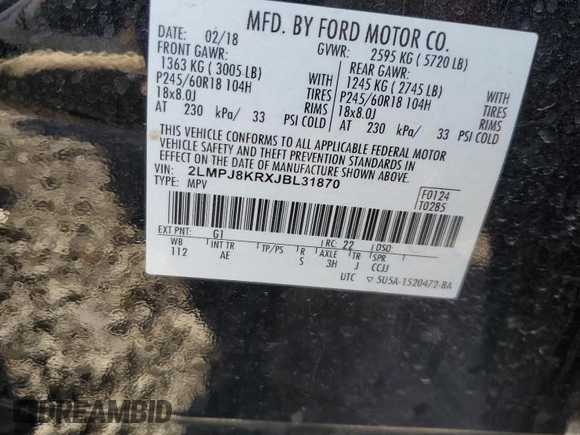 MFD. BY FORD MOTOR CO.
DATE: 02/18 GVWR: 2595 KG ( 5720 LB)
FRONT GAWR: REAR GAWR:
1363 KG ( 3005 LB) WITH 1245 KG ( 2745 LB) WITH
P245/60R18 104H TIRES P245/60R18 104H TIRES
18x8.0J RIMS 18x8.0J RIMS
AT 230 kPa/ 33 PSI COLD AT 230 kPa/ 33 PSI COLD
THIS VEHICLE CONFORMS TO ALL APPLICABLE FEDERAL MOTOR
VEHICLE SAFETY AND THEFT PREVENTION STANDARDS IN
EFFECT ON THE DATE OF MANUFACTURE SHOWN ABOVE.
VIN: 2LMPJ8KRXJBL31870
TYPE: MPV
F0124
T0285
EXT PNT: G1 RC: 22 DSO:
WB INT TR TP/PS R AXLE TR SPR
112 AE S 3H J CCJJ
UTC ▽ 5U5A-1520472-BA
DREAMBID